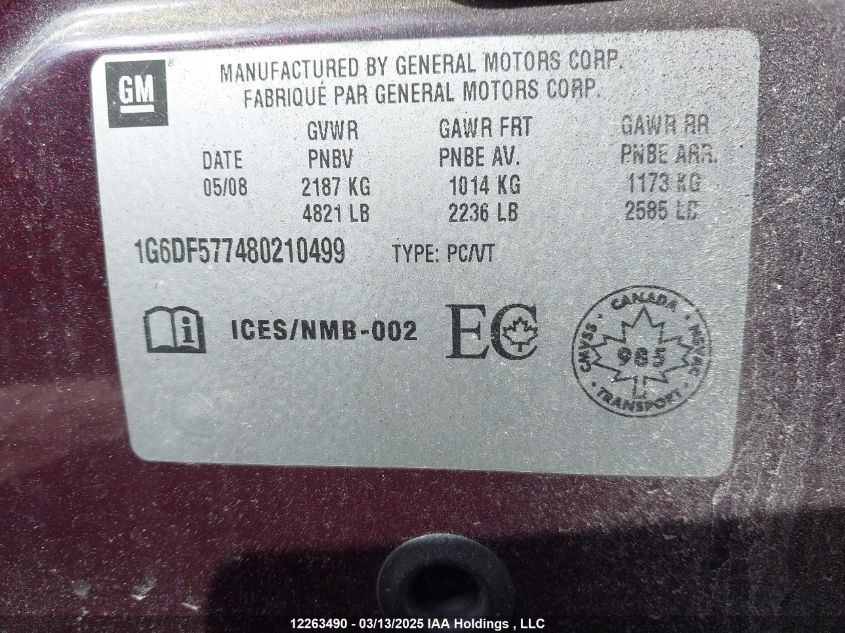 GM
MANUFACTURED BY GENERAL MOTORS CORP.
FABRIQUÉ PAR GENERAL MOTORS CORP.
GVWR GAWR FRT GAWR RR
DATE PNBV PNBE AV. PNBE ARR.
05/08 2187 KG 1014 KG 1173 KG
4821 LB 2236 LB 2585 LB
1G6DF577480210499 TYPE: PC/VT
i ICES/NMB-002 EC
CANADA
CMVSS 985 NSVAC
TRANSPORT
12263490 - 03/13/2025 IAA Holdings , LLC